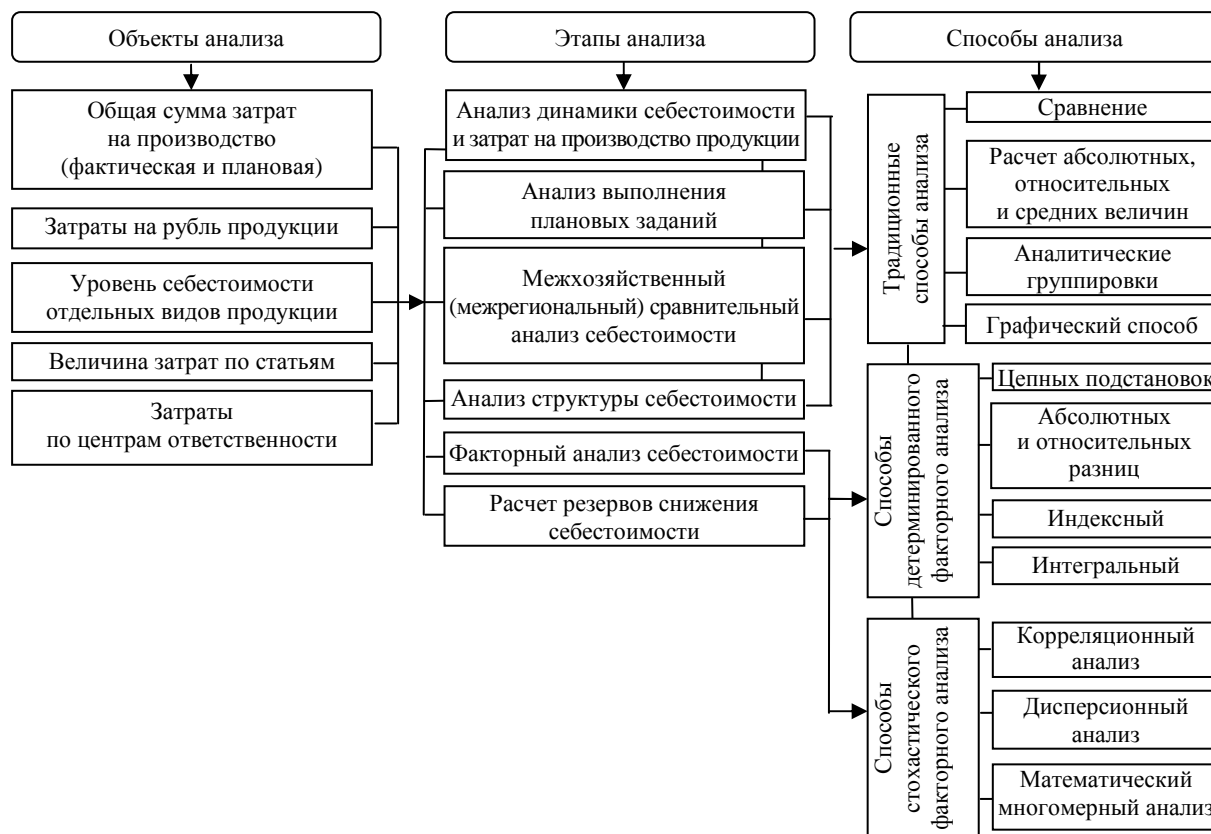 Объекты анализа
Общая сумма затрат
на производство
(фактическая и плановая)
Затраты на рубль продукции
Уровень себестоимости
отдельных видов продукции
Величина затрат по статьям
Затраты
по центрам ответственности
Этапы анализа
Анализ динамики себестоимости
и затрат на производство продукции
Анализ выполнения
плановых заданий
Межхозяйственный
(межрегиональный) сравнительный
анализ себестоимости
Анализ структуры себестоимости
Факторный анализ себестоимости
Расчет резервов снижения
себестоимости
Способы анализа
Традиционные
способы анализа
Сравнение
Расчет абсолютных,
относительных
и средних величин
Аналитические
группировки
Графический способ
Способы
детерминированного
факторного анализа
Цепных подстановок
Абсолютных
и относительных
разниц
Индексный
Интегральный
Способы
стохастического
факторного анализа
Корреляционный
анализ
Дисперсионный
анализ
Математический
многомерный анализ